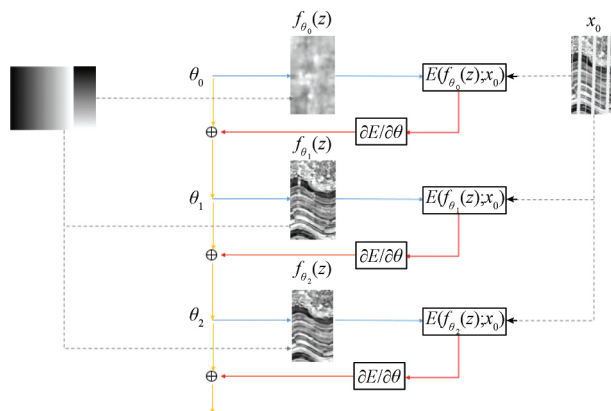 f_{θ_0}(z)
x_0
θ_0
E(f_{θ_0}(z);x_0)
⊕
∂E/∂θ
f_{θ_1}(z)
θ_1
E(f_{θ_1}(z);x_0)
⊕
∂E/∂θ
f_{θ_2}(z)
θ_2
E(f_{θ_2}(z);x_0)
⊕
∂E/∂θ